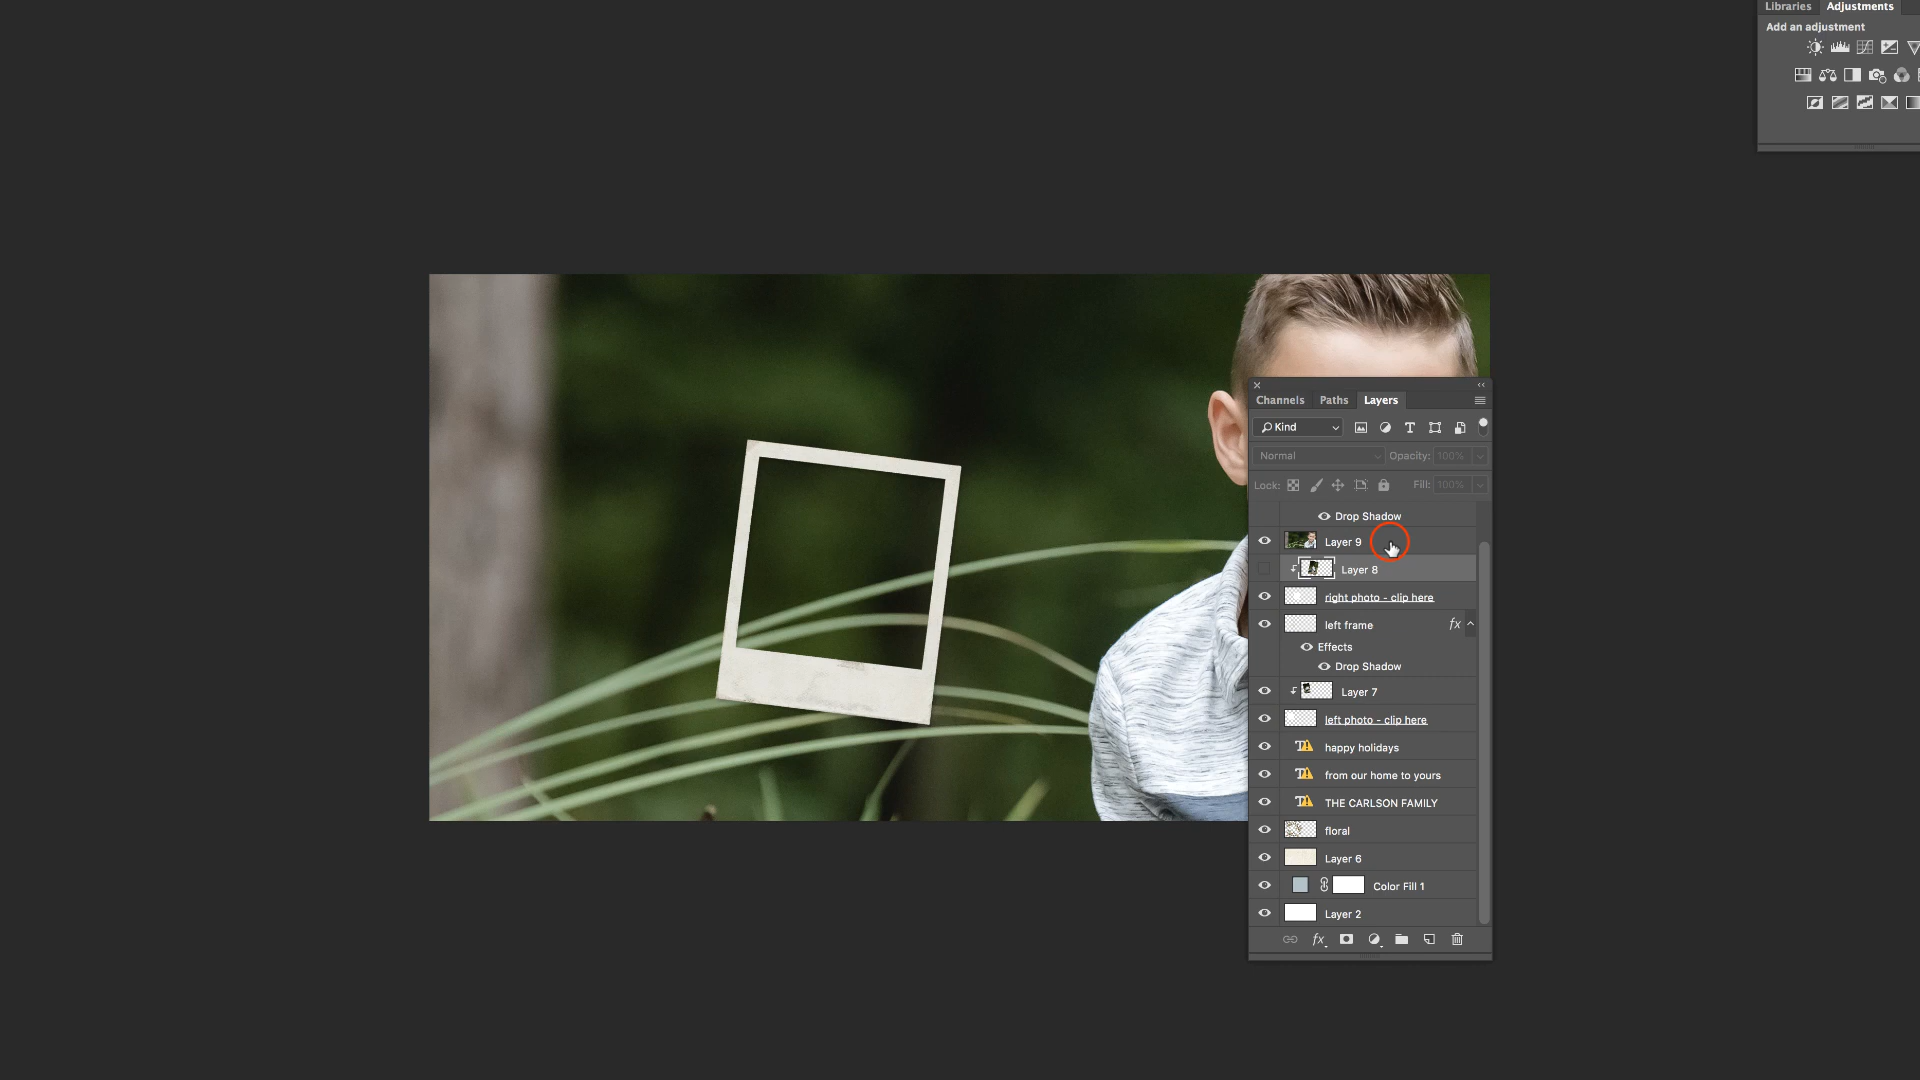 Libraries Adjustments
Add an adjustment
Channels Paths Layers
Kind
Normal Opacity: 100%
Lock: Fill: 100%
Drop Shadow
Layer 9
Layer 8
right photo - clip here
left frame fx
Effects
Drop Shadow
Layer 7
left photo - clip here
happy holidays
from our home to yours
THE CARLSON FAMILY
floral
Layer 6
Color Fill 1
Layer 2
fx